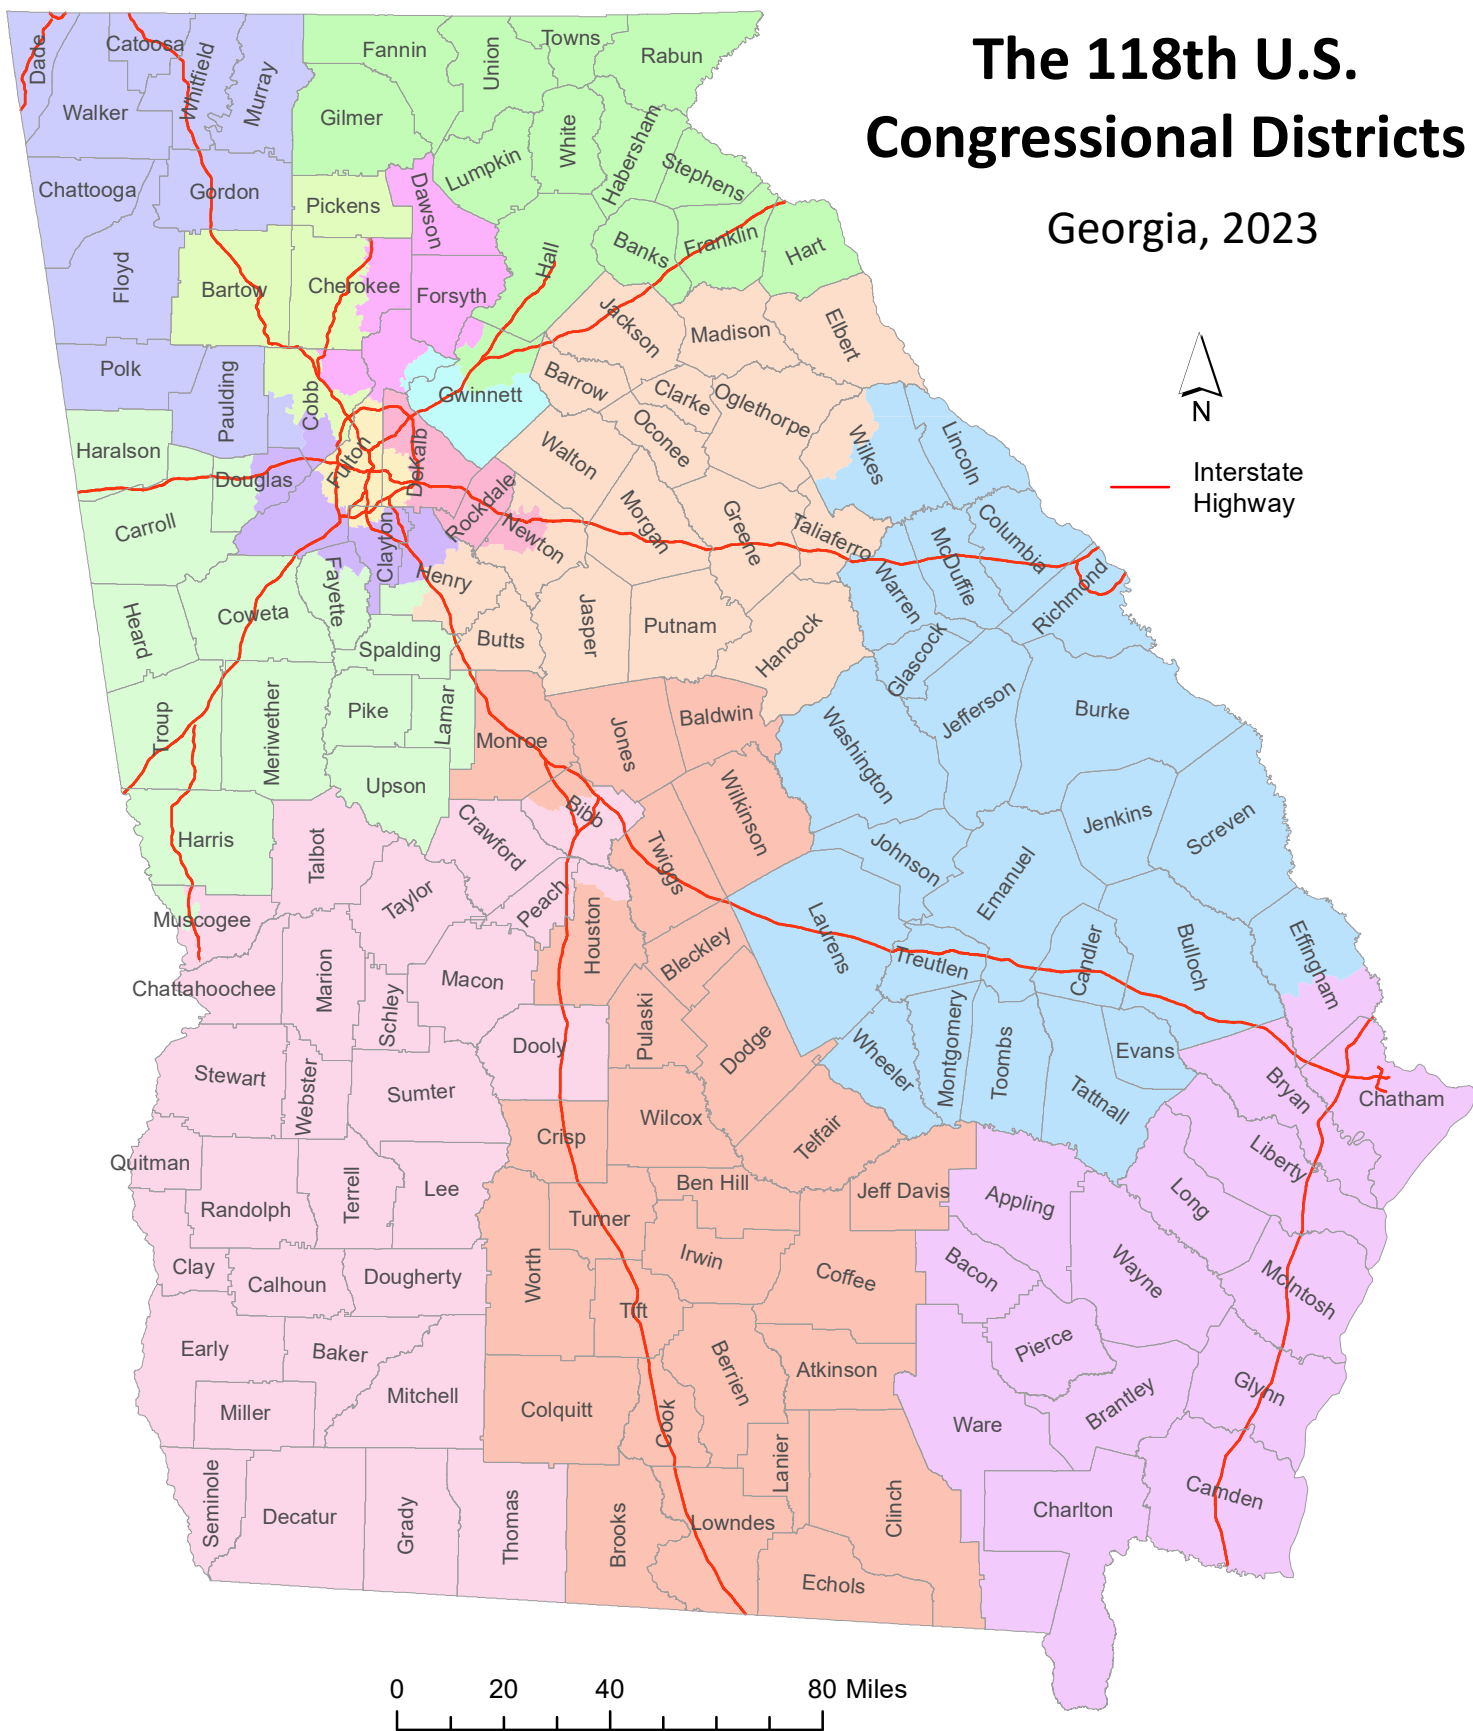 The 118th U.S.
Congressional Districts
Georgia, 2023
N
Interstate
Highway
Dade
Catoosa
Whitfield
Murray
Walker
Fannin
Union
Towns
Rabun
Gilmer
White
Habersham
Lumpkin
Stephens
Chattooga
Gordon
Pickens
Dawson
Hall
Banks
Franklin
Hart
Floyd
Bartow
Cherokee
Forsyth
Jackson
Madison
Elbert
Polk
Paulding
Cobb
Gwinnett
Barrow
Clarke
Oglethorpe
Oconee
Wilkes
Lincoln
Haralson
Douglas
Fulton
DeKalb
Walton
Carroll
Clayton
Rockdale
Newton
Morgan
Greene
Taliaferro
McDuffie
Columbia
Richmond
Warren
Heard
Coweta
Fayette
Henry
Spalding
Butts
Jasper
Putnam
Hancock
Glascock
Jefferson
Burke
Troup
Meriwether
Pike
Lamar
Monroe
Jones
Baldwin
Washington
Upson
Wilkinson
Harris
Talbot
Crawford
Bibb
Twiggs
Johnson
Emanuel
Jenkins
Screven
Muscogee
Taylor
Peach
Houston
Bleckley
Laurens
Treutlen
Candler
Bulloch
Effingham
Chattahoochee
Marion
Schley
Macon
Pulaski
Dodge
Wheeler
Montgomery
Toombs
Tattnall
Evans
Bryan
Chatham
Stewart
Webster
Sumter
Dooly
Wilcox
Telfair
Crisp
Quitman
Randolph
Terrell
Lee
Turner
Ben Hill
Jeff Davis
Appling
Long
Liberty
Clay
Calhoun
Dougherty
Worth
Irwin
Coffee
Bacon
Wayne
McIntosh
Early
Baker
Tift
Berrien
Atkinson
Pierce
Miller
Mitchell
Colquitt
Cook
Lanier
Ware
Brantley
Glynn
Seminole
Decatur
Grady
Thomas
Brooks
Lowndes
Clinch
Echols
Charlton
Camden
0 20 40 80 Miles